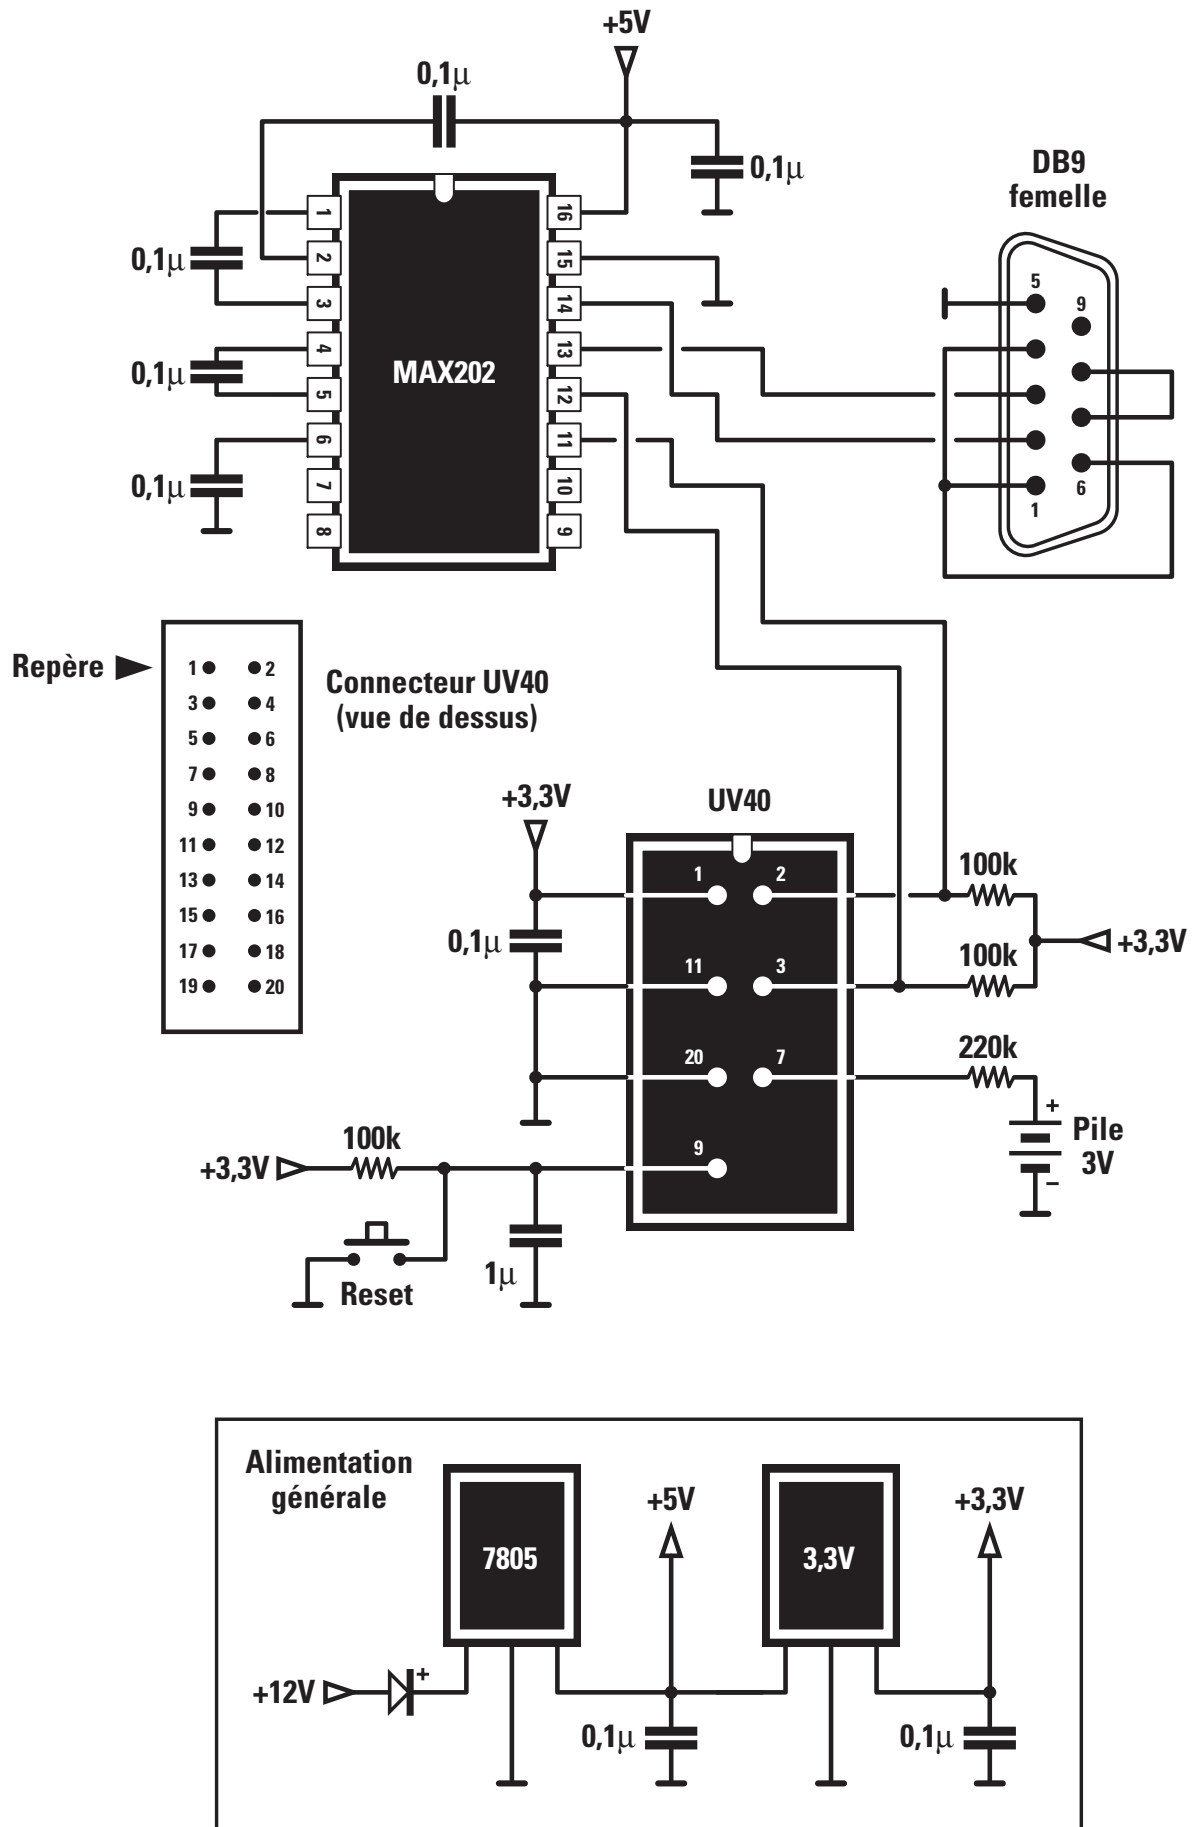 +5V
0,1µ
0,1µ
DB9
femelle
1
2
3
4
5
6
7
8
16
15
14
13
12
11
10
9
MAX202
0,1µ
0,1µ
0,1µ
5
9
6
1
Repère
1 2
3 4
5 6
7 8
9 10
11 12
13 14
15 16
17 18
19 20
Connecteur UV40
(vue de dessus)
+3,3V
UV40
0,1µ
1 2
11 3
20 7
9
100k
100k
+3,3V
220k
+
Pile
3V
–
100k
+3,3V
Reset
1µ
Alimentation
générale
7805
+5V
3,3V
+3,3V
+12V
+
0,1µ
0,1µ